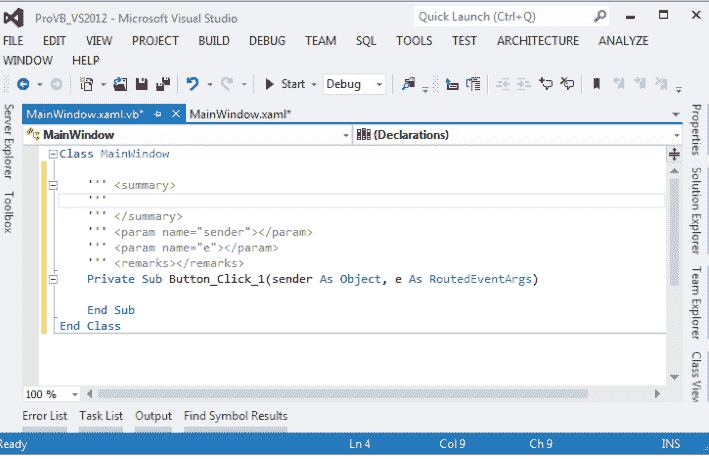 ProVB_VS2012 - Microsoft Visual Studio
Quick Launch (Ctrl+Q)
FILE EDIT VIEW PROJECT BUILD DEBUG TEAM SQL TOOLS TEST ARCHITECTURE ANALYZE
WINDOW HELP
Start Debug
Server Explorer
Toolbox
MainWindow.xaml.vb* MainWindow.xaml*
MainWindow (Declarations)
Class MainWindow
''' <summary>
'''
''' </summary>
''' <param name="sender"></param>
''' <param name="e"></param>
''' <remarks></remarks>
Private Sub Button_Click_1(sender As Object, e As RoutedEventArgs)
End Sub
End Class
Properties
Solution Explorer
Team Explorer
Class View
100 %
Error List Task List Output Find Symbol Results
Ready Ln 4 Col 9 Ch 9 INS